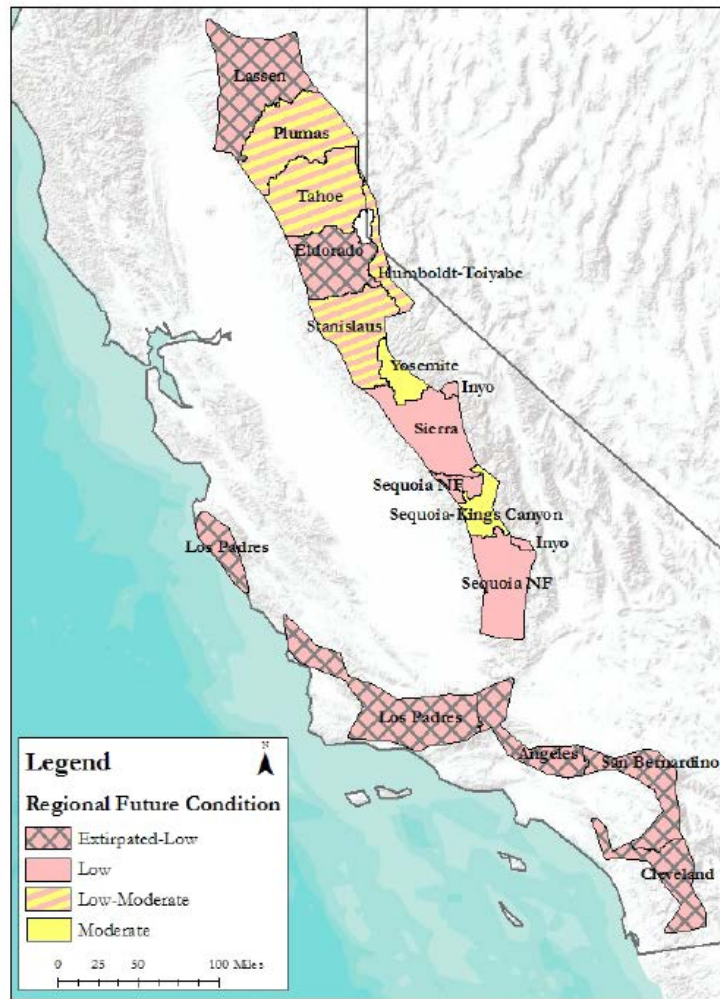 Lassen
Plumas
Tahoe
Eldorado
Humboldt-Toiyabe
Stanislaus
Yosemite
Inyo
Sierra
Sequoia NF
Sequoia-Kings Canyon
Los Padres
Inyo
Sequoia NF
Los Padres
Angeles
San Bernardino
Cleveland
Legend
N
Regional Future Condition
Extirpated-Low
Low
Low-Moderate
Moderate
0 25 50 100 Miles